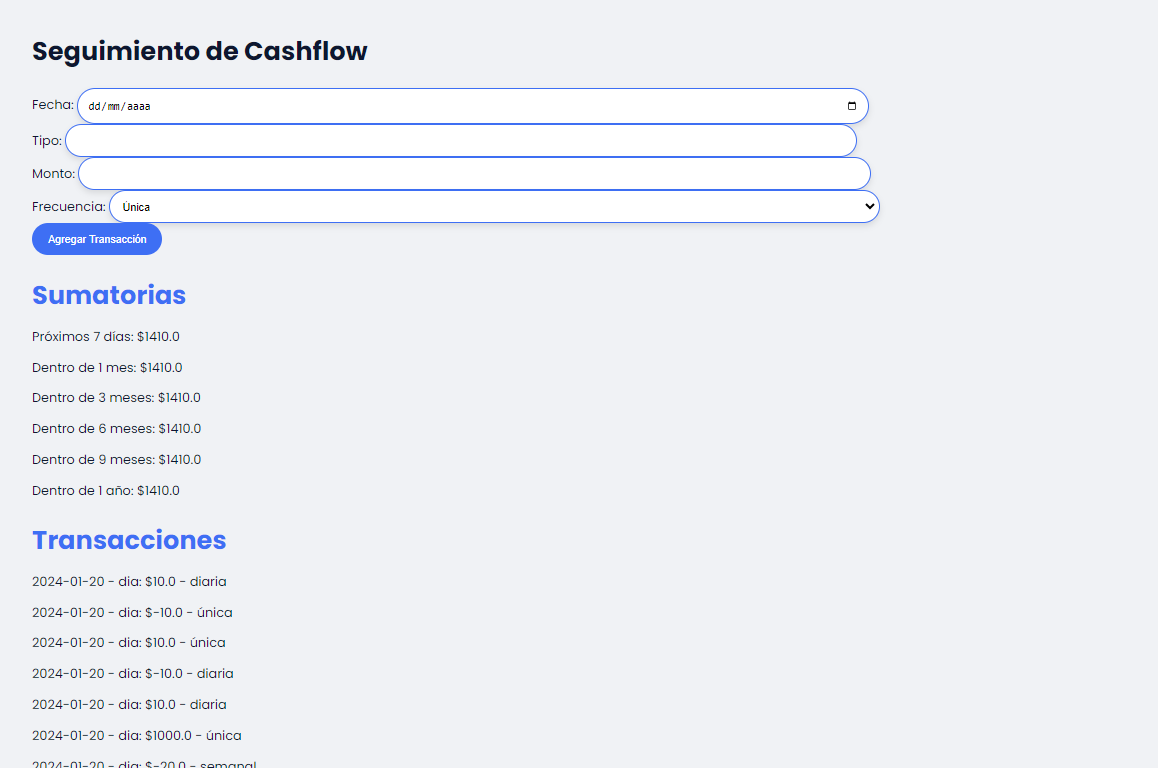 Seguimiento de Cashflow
Fecha: dd/mm/aaaa
Tipo:
Monto:
Frecuencia: Única
Agregar Transacción
Sumatorias
Próximos 7 días: $1410.0
Dentro de 1 mes: $1410.0
Dentro de 3 meses: $1410.0
Dentro de 6 meses: $1410.0
Dentro de 9 meses: $1410.0
Dentro de 1 año: $1410.0
Transacciones
2024-01-20 - dia: $10.0 - diaria
2024-01-20 - dia: $-10.0 - única
2024-01-20 - dia: $10.0 - única
2024-01-20 - dia: $-10.0 - diaria
2024-01-20 - dia: $10.0 - diaria
2024-01-20 - dia: $1000.0 - única
2024-01-20 - dia: $-20.0 - semanal